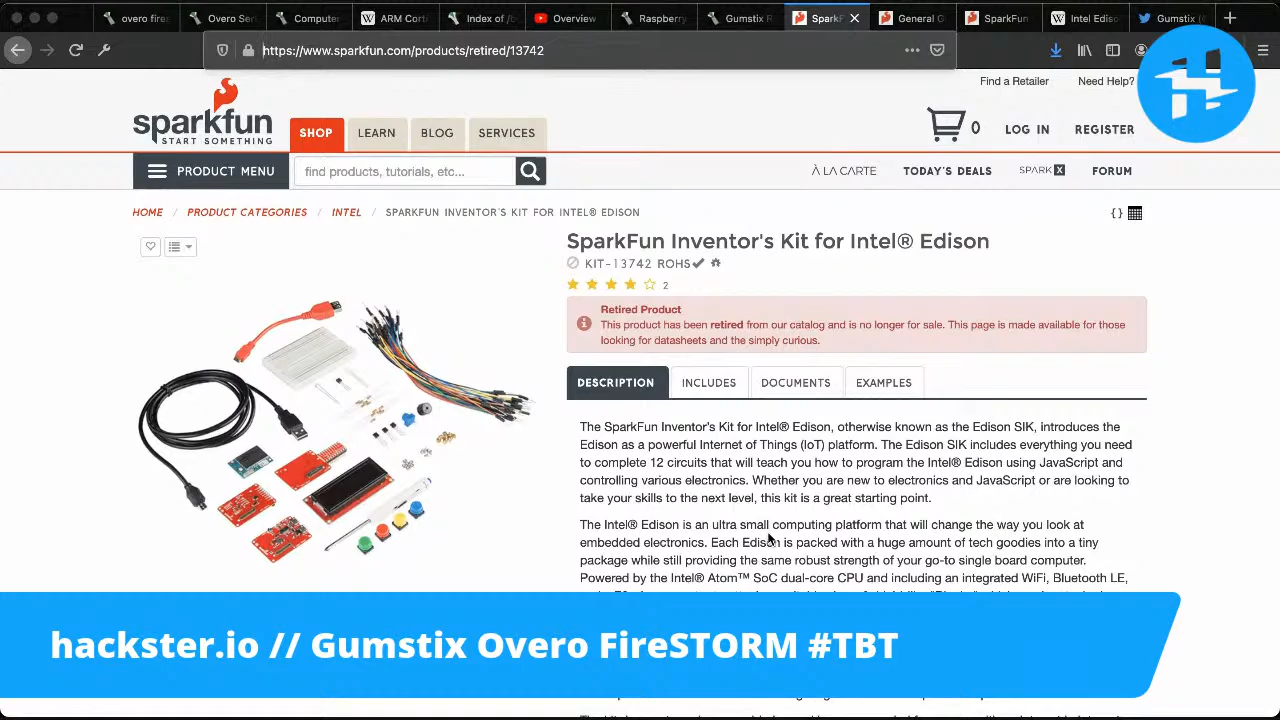 overo fire
Overo Ser
Computer
ARM Cort
Index of /b
Overview
Raspberry
Gumstix R
SparkF
General G
SparkFun
Intel Ediso
Gumstix (
https://www.sparkfun.com/products/retired/13742
Find a Retailer Need Help?
sparkfun
START SOMETHING
SHOP LEARN BLOG SERVICES
0 LOG IN REGISTER
PRODUCT MENU
find products, tutorials, etc...
À LA CARTE TODAY'S DEALS SPARK X FORUM
HOME / PRODUCT CATEGORIES / INTEL / SPARKFUN INVENTOR'S KIT FOR INTEL® EDISON
{}
SparkFun Inventor's Kit for Intel® Edison
KIT-13742 ROHS
2
Retired Product
This product has been retired from our catalog and is no longer for sale. This page is made available for those
looking for datasheets and the simply curious.
DESCRIPTION INCLUDES DOCUMENTS EXAMPLES
The SparkFun Inventor's Kit for Intel® Edison, otherwise known as the Edison SIK, introduces the
Edison as a powerful Internet of Things (IoT) platform. The Edison SIK includes everything you need
to complete 12 circuits that will teach you how to program the Intel® Edison using JavaScript and
controlling various electronics. Whether you are new to electronics and JavaScript or are looking to
take your skills to the next level, this kit is a great starting point.
The Intel® Edison is an ultra small computing platform that will change the way you look at
embedded electronics. Each Edison is packed with a huge amount of tech goodies into a tiny
package while still providing the same robust strength of your go-to single board computer.
Powered by the Intel® Atom™ SoC dual-core CPU and including an integrated WiFi, Bluetooth LE,
hackster.io // Gumstix Overo FireSTORM #TBT